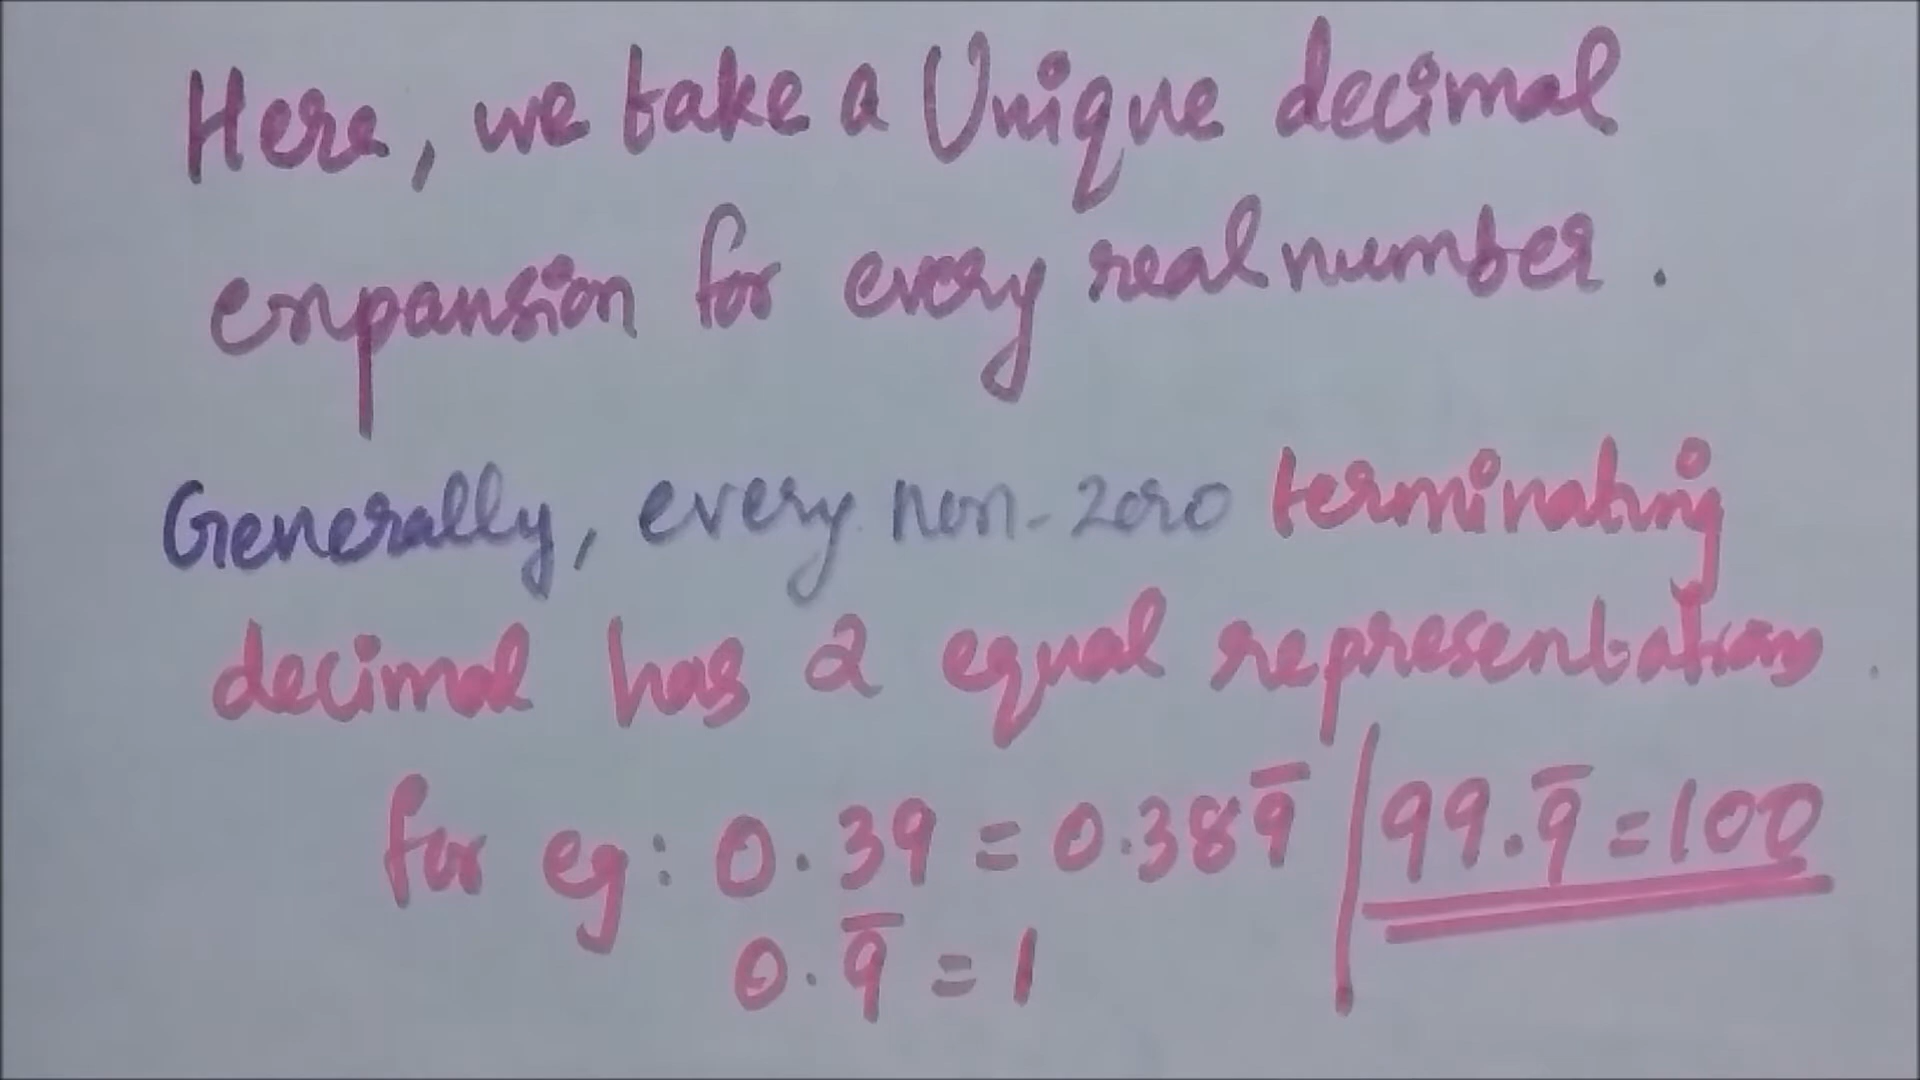 Here, we take a Unique decimal
expansion for every real number.
Generally, every non-zero terminating
decimal has 2 equal representations
for eg: 0.39 = 0.389̅ | 99.9̅ = 100
0.9̅ = 1